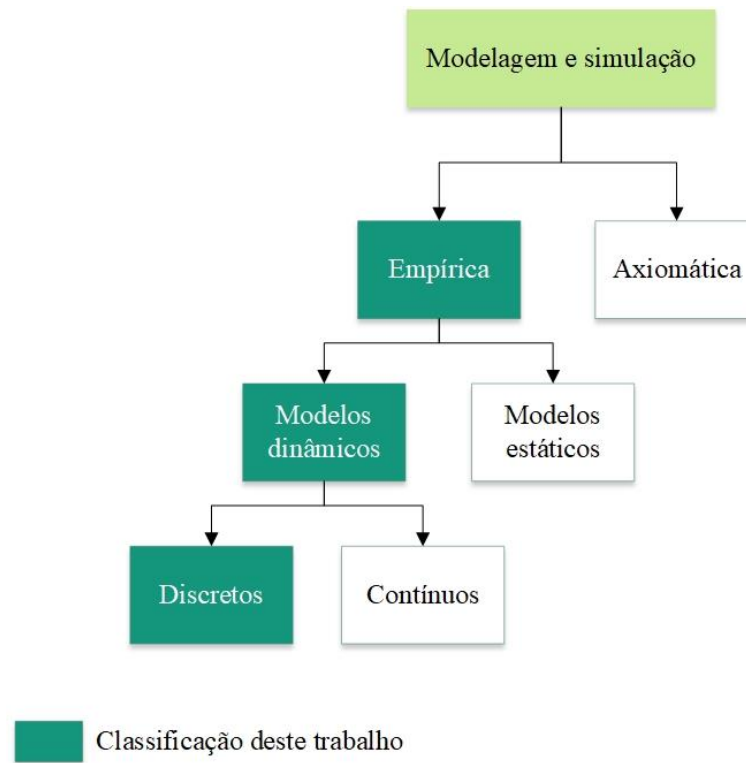 Modelagem e simulação
Empírica
Axiomática
Modelos
dinâmicos
Modelos
estáticos
Discretos
Contínuos
Classificação deste trabalho